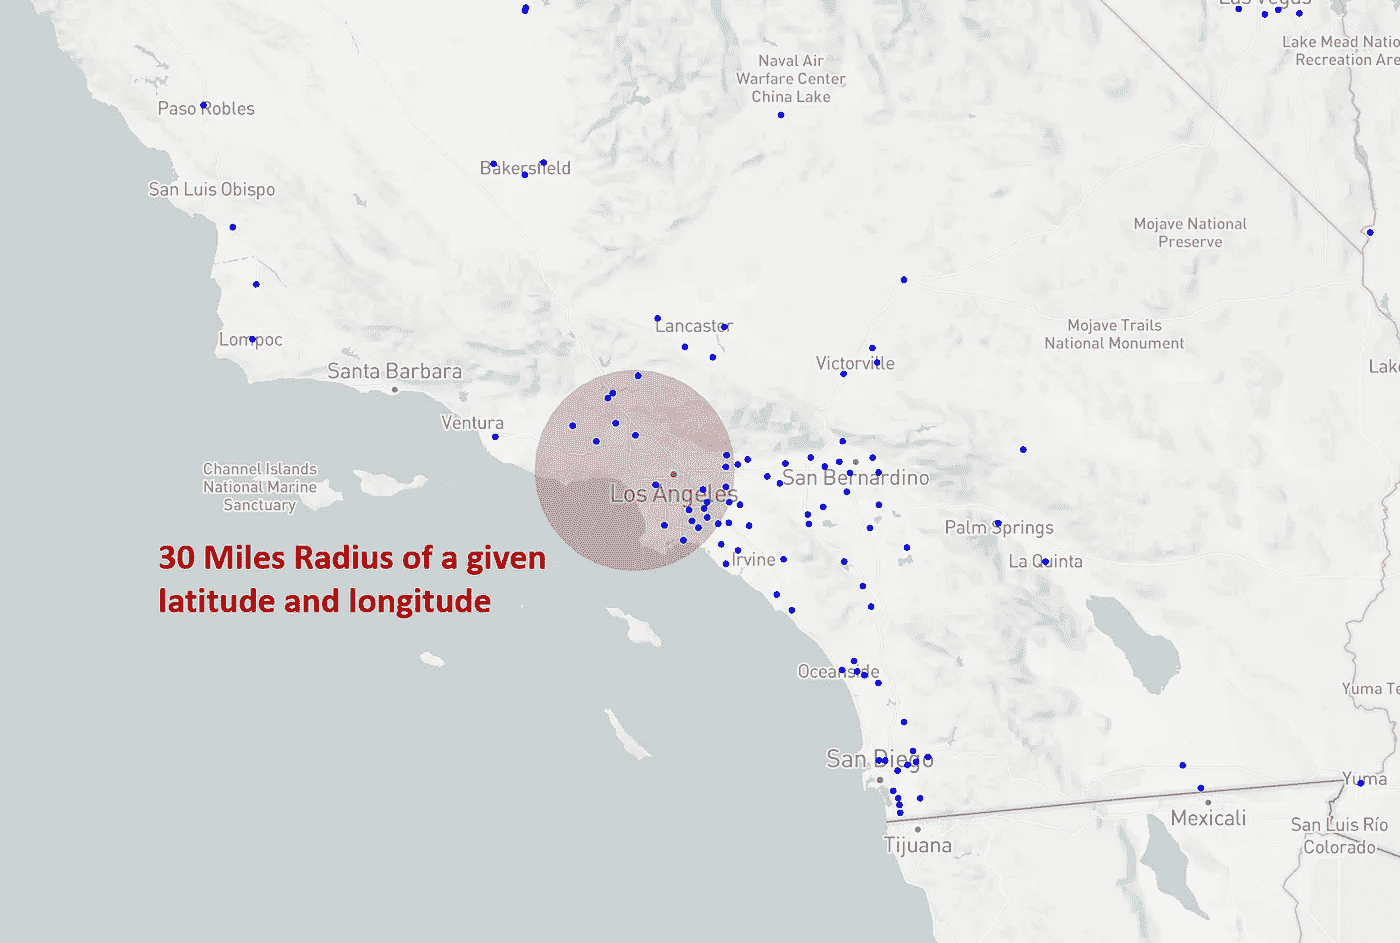 Las Vegas
Lake Mead Natio
Recreation Are
Naval Air
Warfare Center
China Lake
Paso Robles
Bakersfield
San Luis Obispo
Mojave National
Preserve
Lancaster
Mojave Trails
National Monument
Lompoc
Victorville
Santa Barbara
Lake
Ventura
Channel Islands
National Marine
Sanctuary
San Bernardino
Los Angeles
Palm Springs
30 Miles Radius of a given
latitude and longitude
Irvine
La Quinta
Oceanside
Yuma Te
San Diego
Yuma
Mexicali
San Luis Río
Colorado
Tijuana